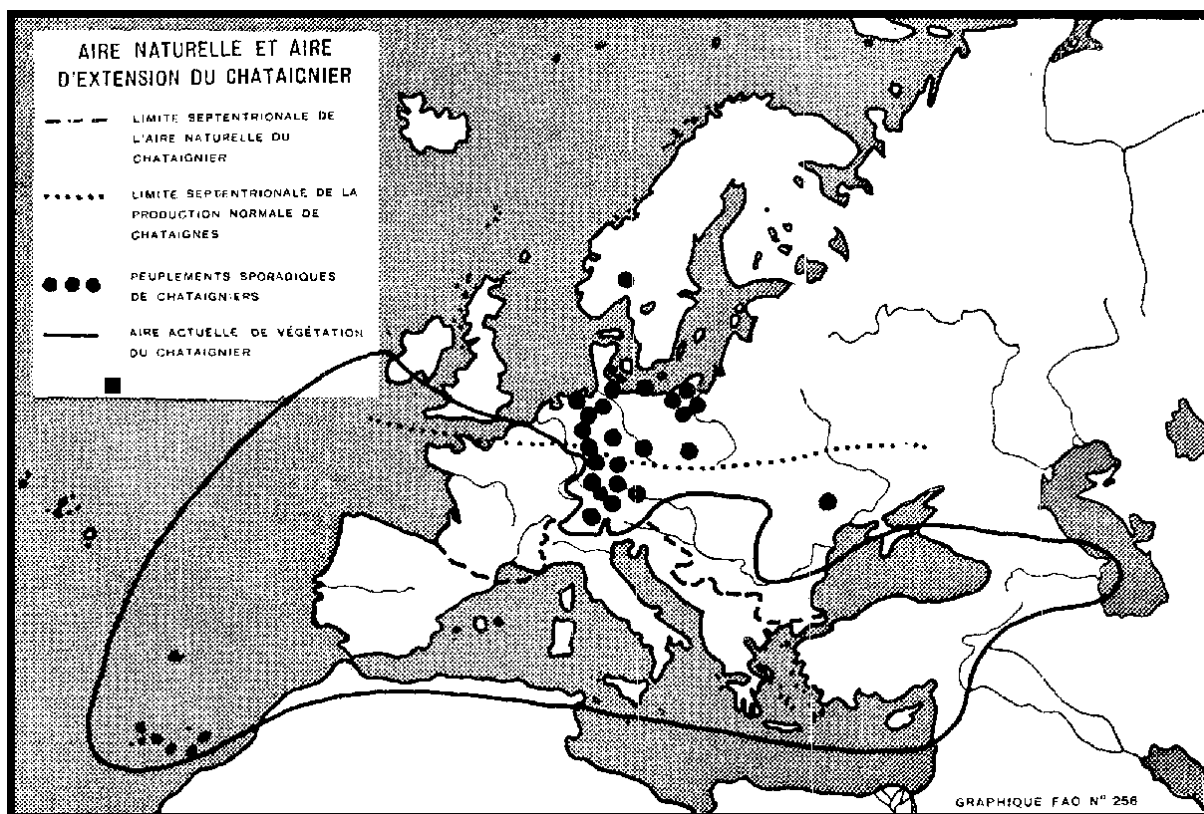 AIRE NATURELLE ET AIRE
D'EXTENSION DU CHATAIGNIER
LIMITE SEPTENTRIONALE DE
L'AIRE NATURELLE DU
CHATAIGNIER
LIMITE SEPTENTRIONALE DE LA
PRODUCTION NORMALE DE
CHATAIGNES
PEUPLEMENTS SPORADIQUES
DE CHATAIGNIERS
AIRE ACTUELLE DE VÉGÉTATION
DU CHATAIGNIER
GRAPHIQUE FAO Nº 256